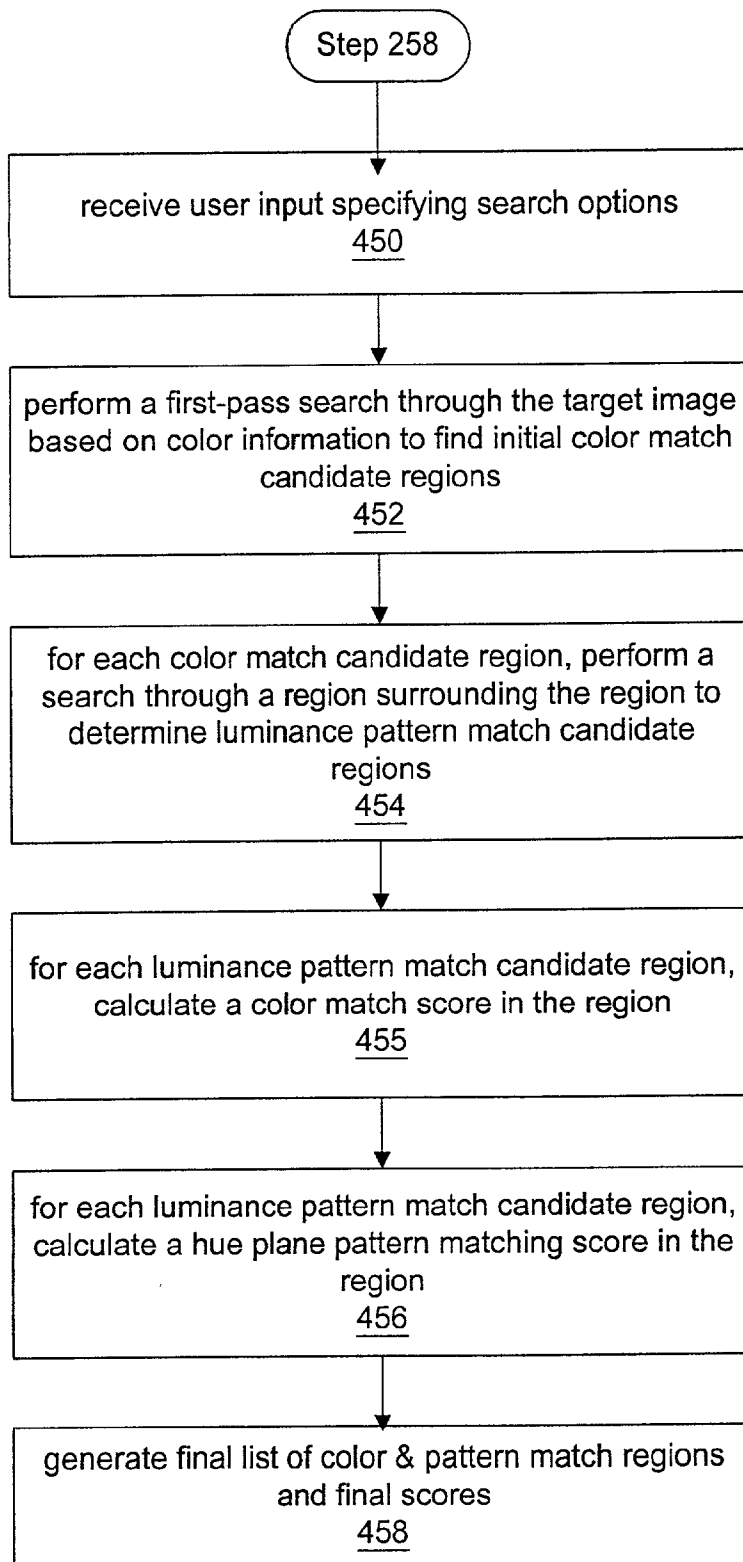 Step 258
receive user input specifying search options
450
perform a first-pass search through the target image
based on color information to find initial color match
candidate regions
452
for each color match candidate region, perform a
search through a region surrounding the region to
determine luminance pattern match candidate
regions
454
for each luminance pattern match candidate region,
calculate a color match score in the region
455
for each luminance pattern match candidate region,
calculate a hue plane pattern matching score in the
region
456
generate final list of color & pattern match regions
and final scores
458